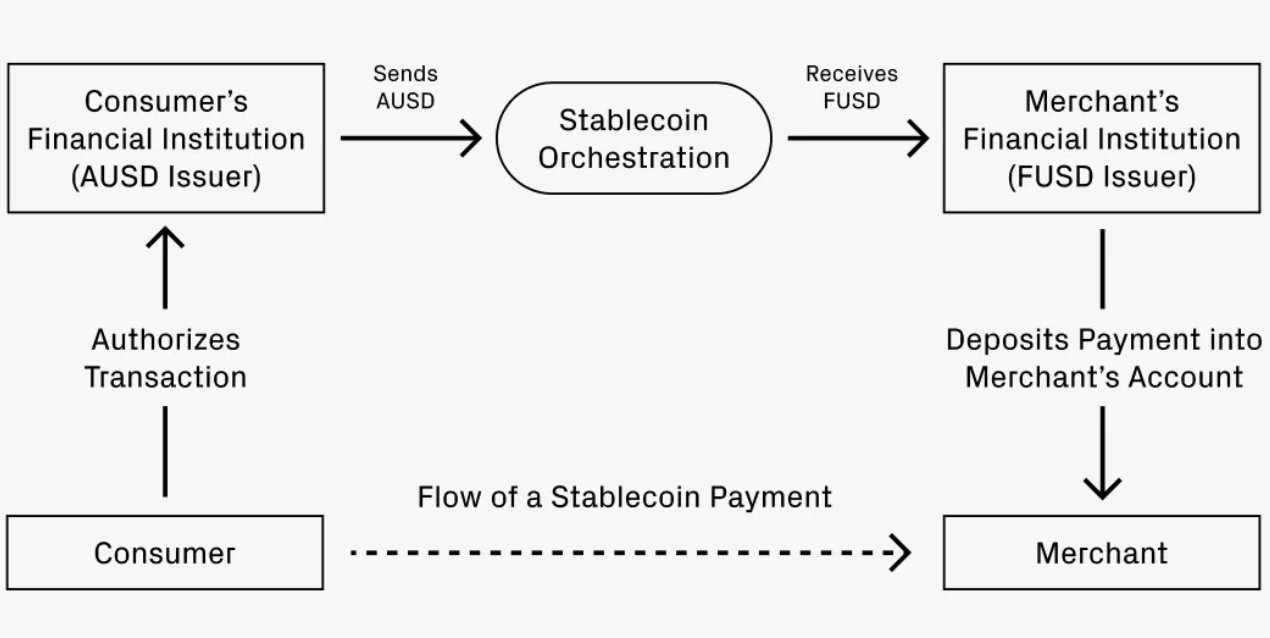 Consumer's
Financial Institution
(AUSD Issuer)
Sends
AUSD
Stablecoin
Orchestration
Receives
FUSD
Merchant's
Financial Institution
(FUSD Issuer)
Authorizes
Transaction
Deposits Payment into
Merchant's Account
Flow of a Stablecoin Payment
Consumer
Merchant